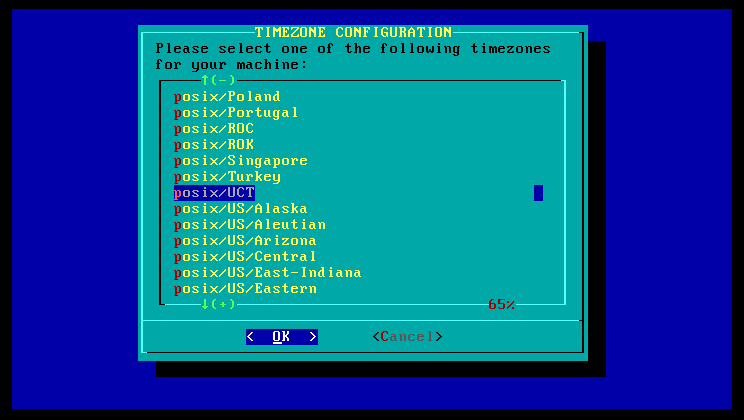 TIMEZONE CONFIGURATION
Please select one of the following timezones
for your machine:
↑(-)
posix/Poland
posix/Portugal
posix/ROC
posix/ROK
posix/Singapore
posix/Turkey
posix/UCT
posix/US/Alaska
posix/US/Aleutian
posix/US/Arizona
posix/US/Central
posix/US/East-Indiana
posix/US/Eastern
↓(+) 65%
< OK > <Cancel>